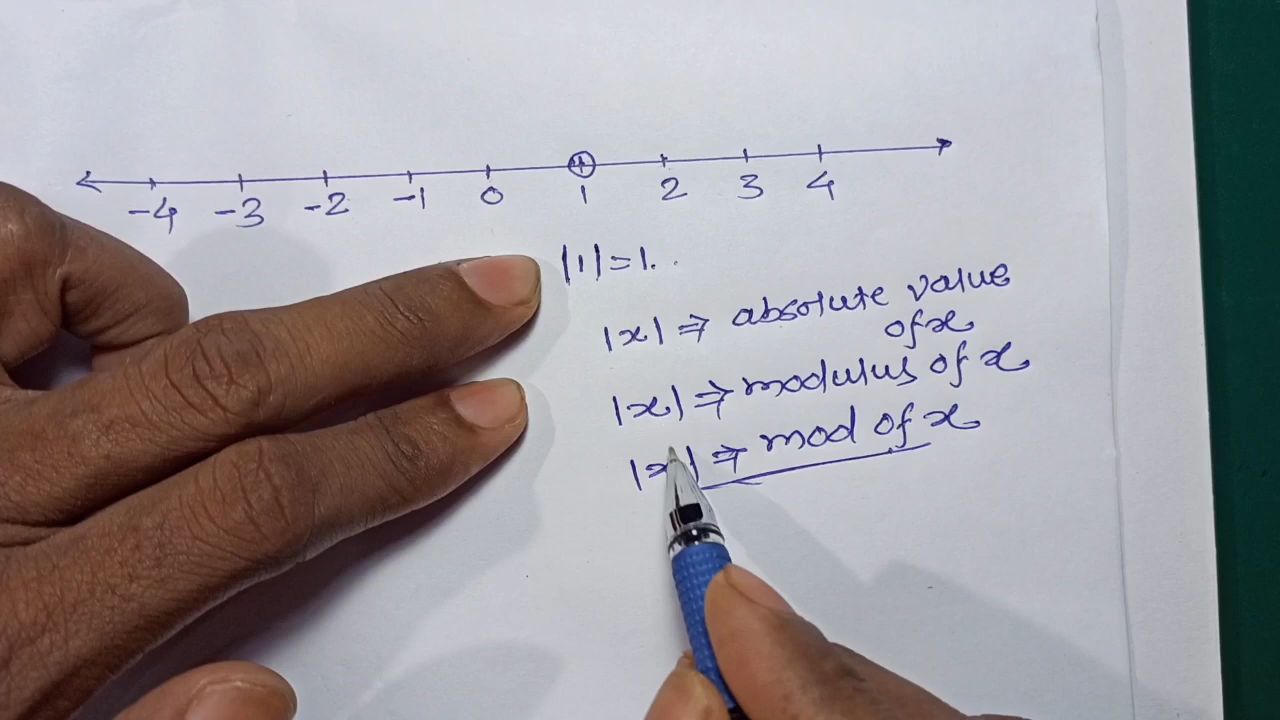 -4 -3 -2 -1 0 1 2 3 4
|1|=1..
|x| ⇒ absolute value
of x
|x| ⇒ modulus of x
|x| ⇒ mod of x